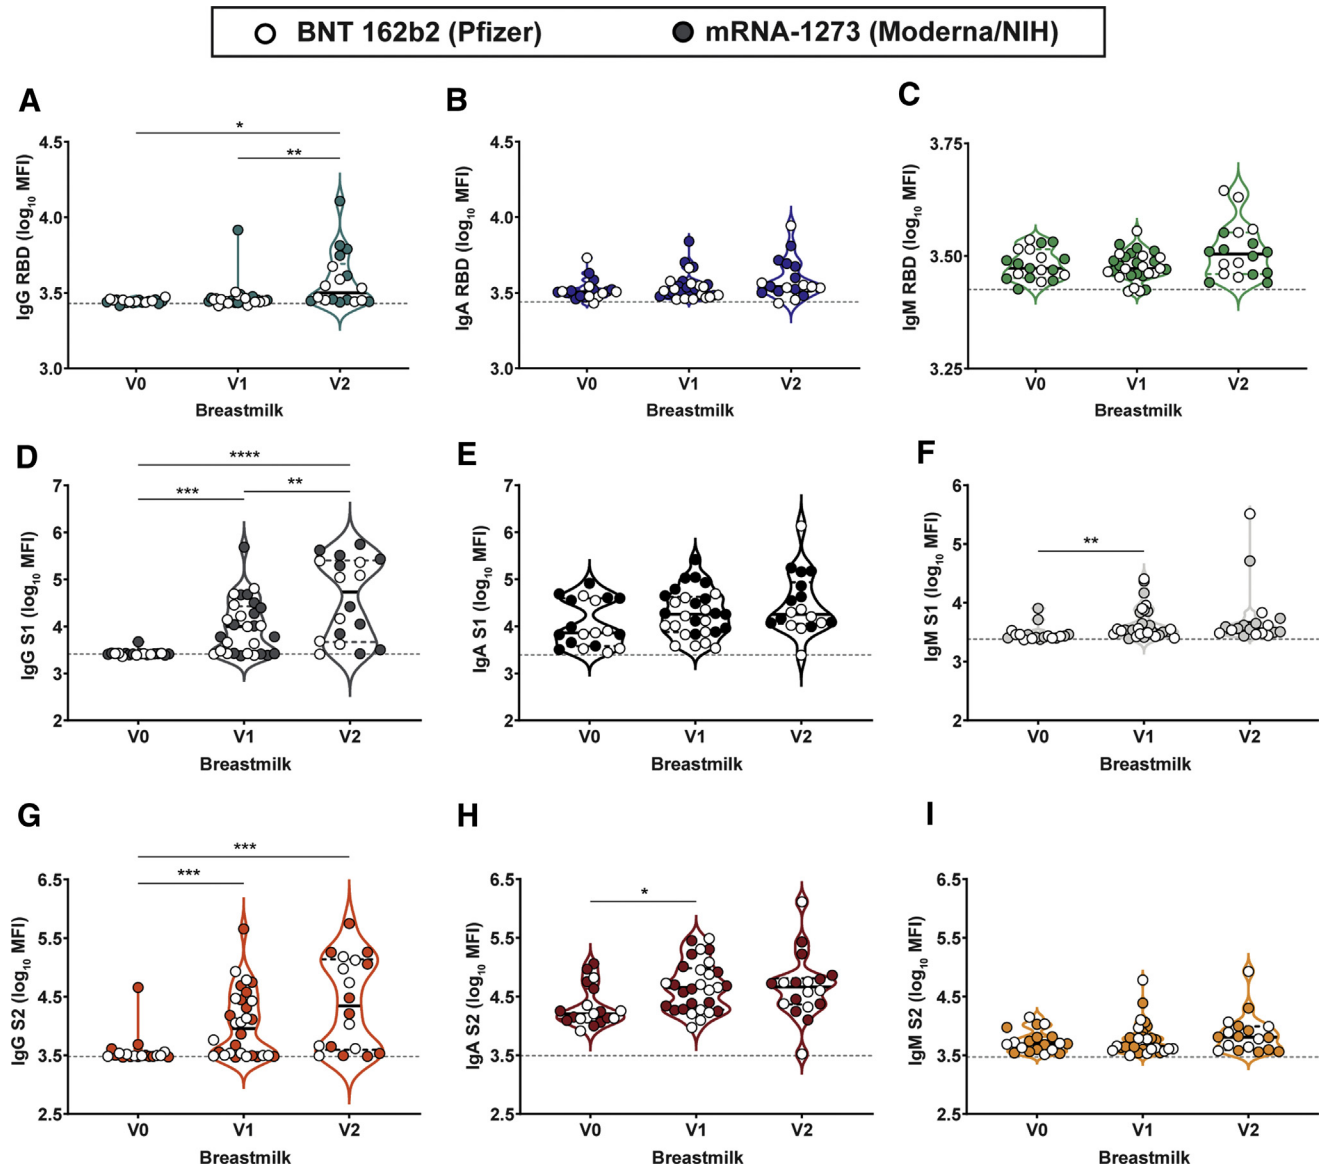 BNT 162b2 (Pfizer) mRNA-1273 (Moderna/NIH)
A
* 
**
IgG RBD (log10 MFI)
4.5
4.0
3.5
3.0
V0 V1 V2
Breastmilk
B
IgA RBD (log10 MFI)
4.5
4.0
3.5
3.0
V0 V1 V2
Breastmilk
C
IgM RBD (log10 MFI)
3.75
3.50
3.25
V0 V1 V2
Breastmilk
D
****
*** **
IgG S1 (log10 MFI)
7
6
5
4
3
2
V0 V1 V2
Breastmilk
E
IgA S1 (log10 MFI)
7
6
5
4
3
2
V0 V1 V2
Breastmilk
F
**
IgM S1 (log10 MFI)
6
5
4
3
2
V0 V1 V2
Breastmilk
G
***
***
IgG S2 (log10 MFI)
6.5
5.5
4.5
3.5
2.5
V0 V1 V2
Breastmilk
H
*
IgA S2 (log10 MFI)
6.5
5.5
4.5
3.5
2.5
V0 V1 V2
Breastmilk
I
IgM S2 (log10 MFI)
6.5
5.5
4.5
3.5
2.5
V0 V1 V2
Breastmilk